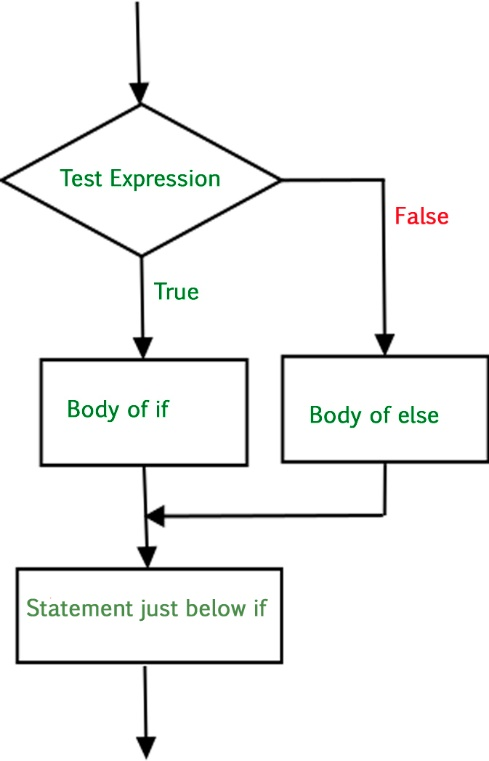 Test Expression
False
True
Body of if
Body of else
Statement just below if